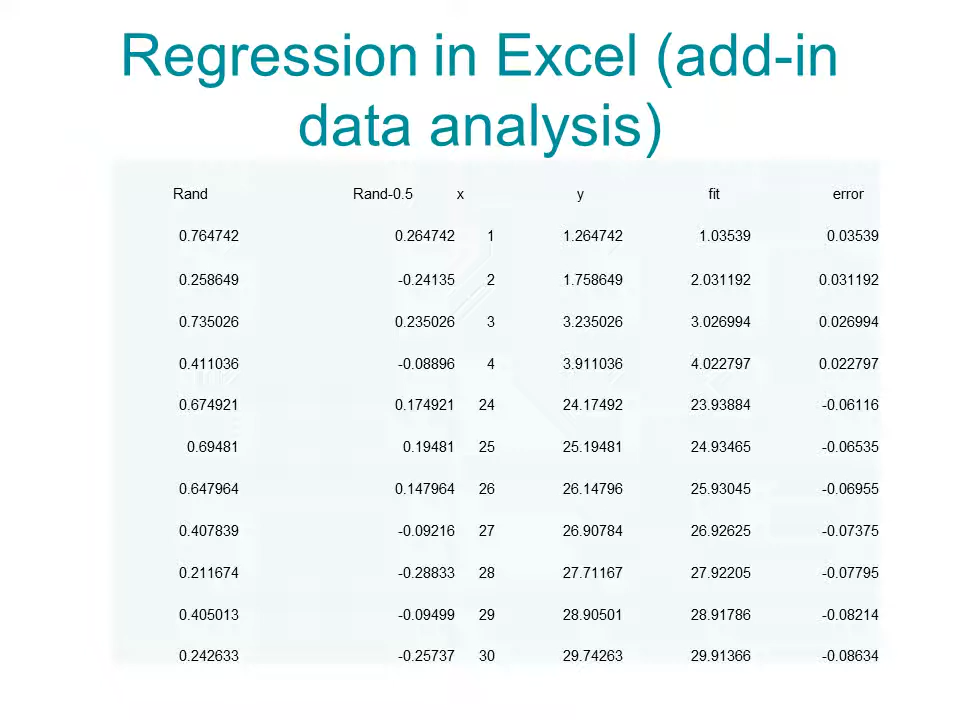 Regression in Excel (add-in
data analysis)
Rand Rand-0.5 x y fit error
0.764742 0.264742 1 1.264742 1.03539 0.03539
0.258649 -0.24135 2 1.758649 2.031192 0.031192
0.735026 0.235026 3 3.235026 3.026994 0.026994
0.411036 -0.08896 4 3.911036 4.022797 0.022797
0.674921 0.174921 24 24.17492 23.93884 -0.06116
0.69481 0.19481 25 25.19481 24.93465 -0.06535
0.647964 0.147964 26 26.14796 25.93045 -0.06955
0.407839 -0.09216 27 26.90784 26.92625 -0.07375
0.211674 -0.28833 28 27.71167 27.92205 -0.07795
0.405013 -0.09499 29 28.90501 28.91786 -0.08214
0.242633 -0.25737 30 29.74263 29.91366 -0.08634